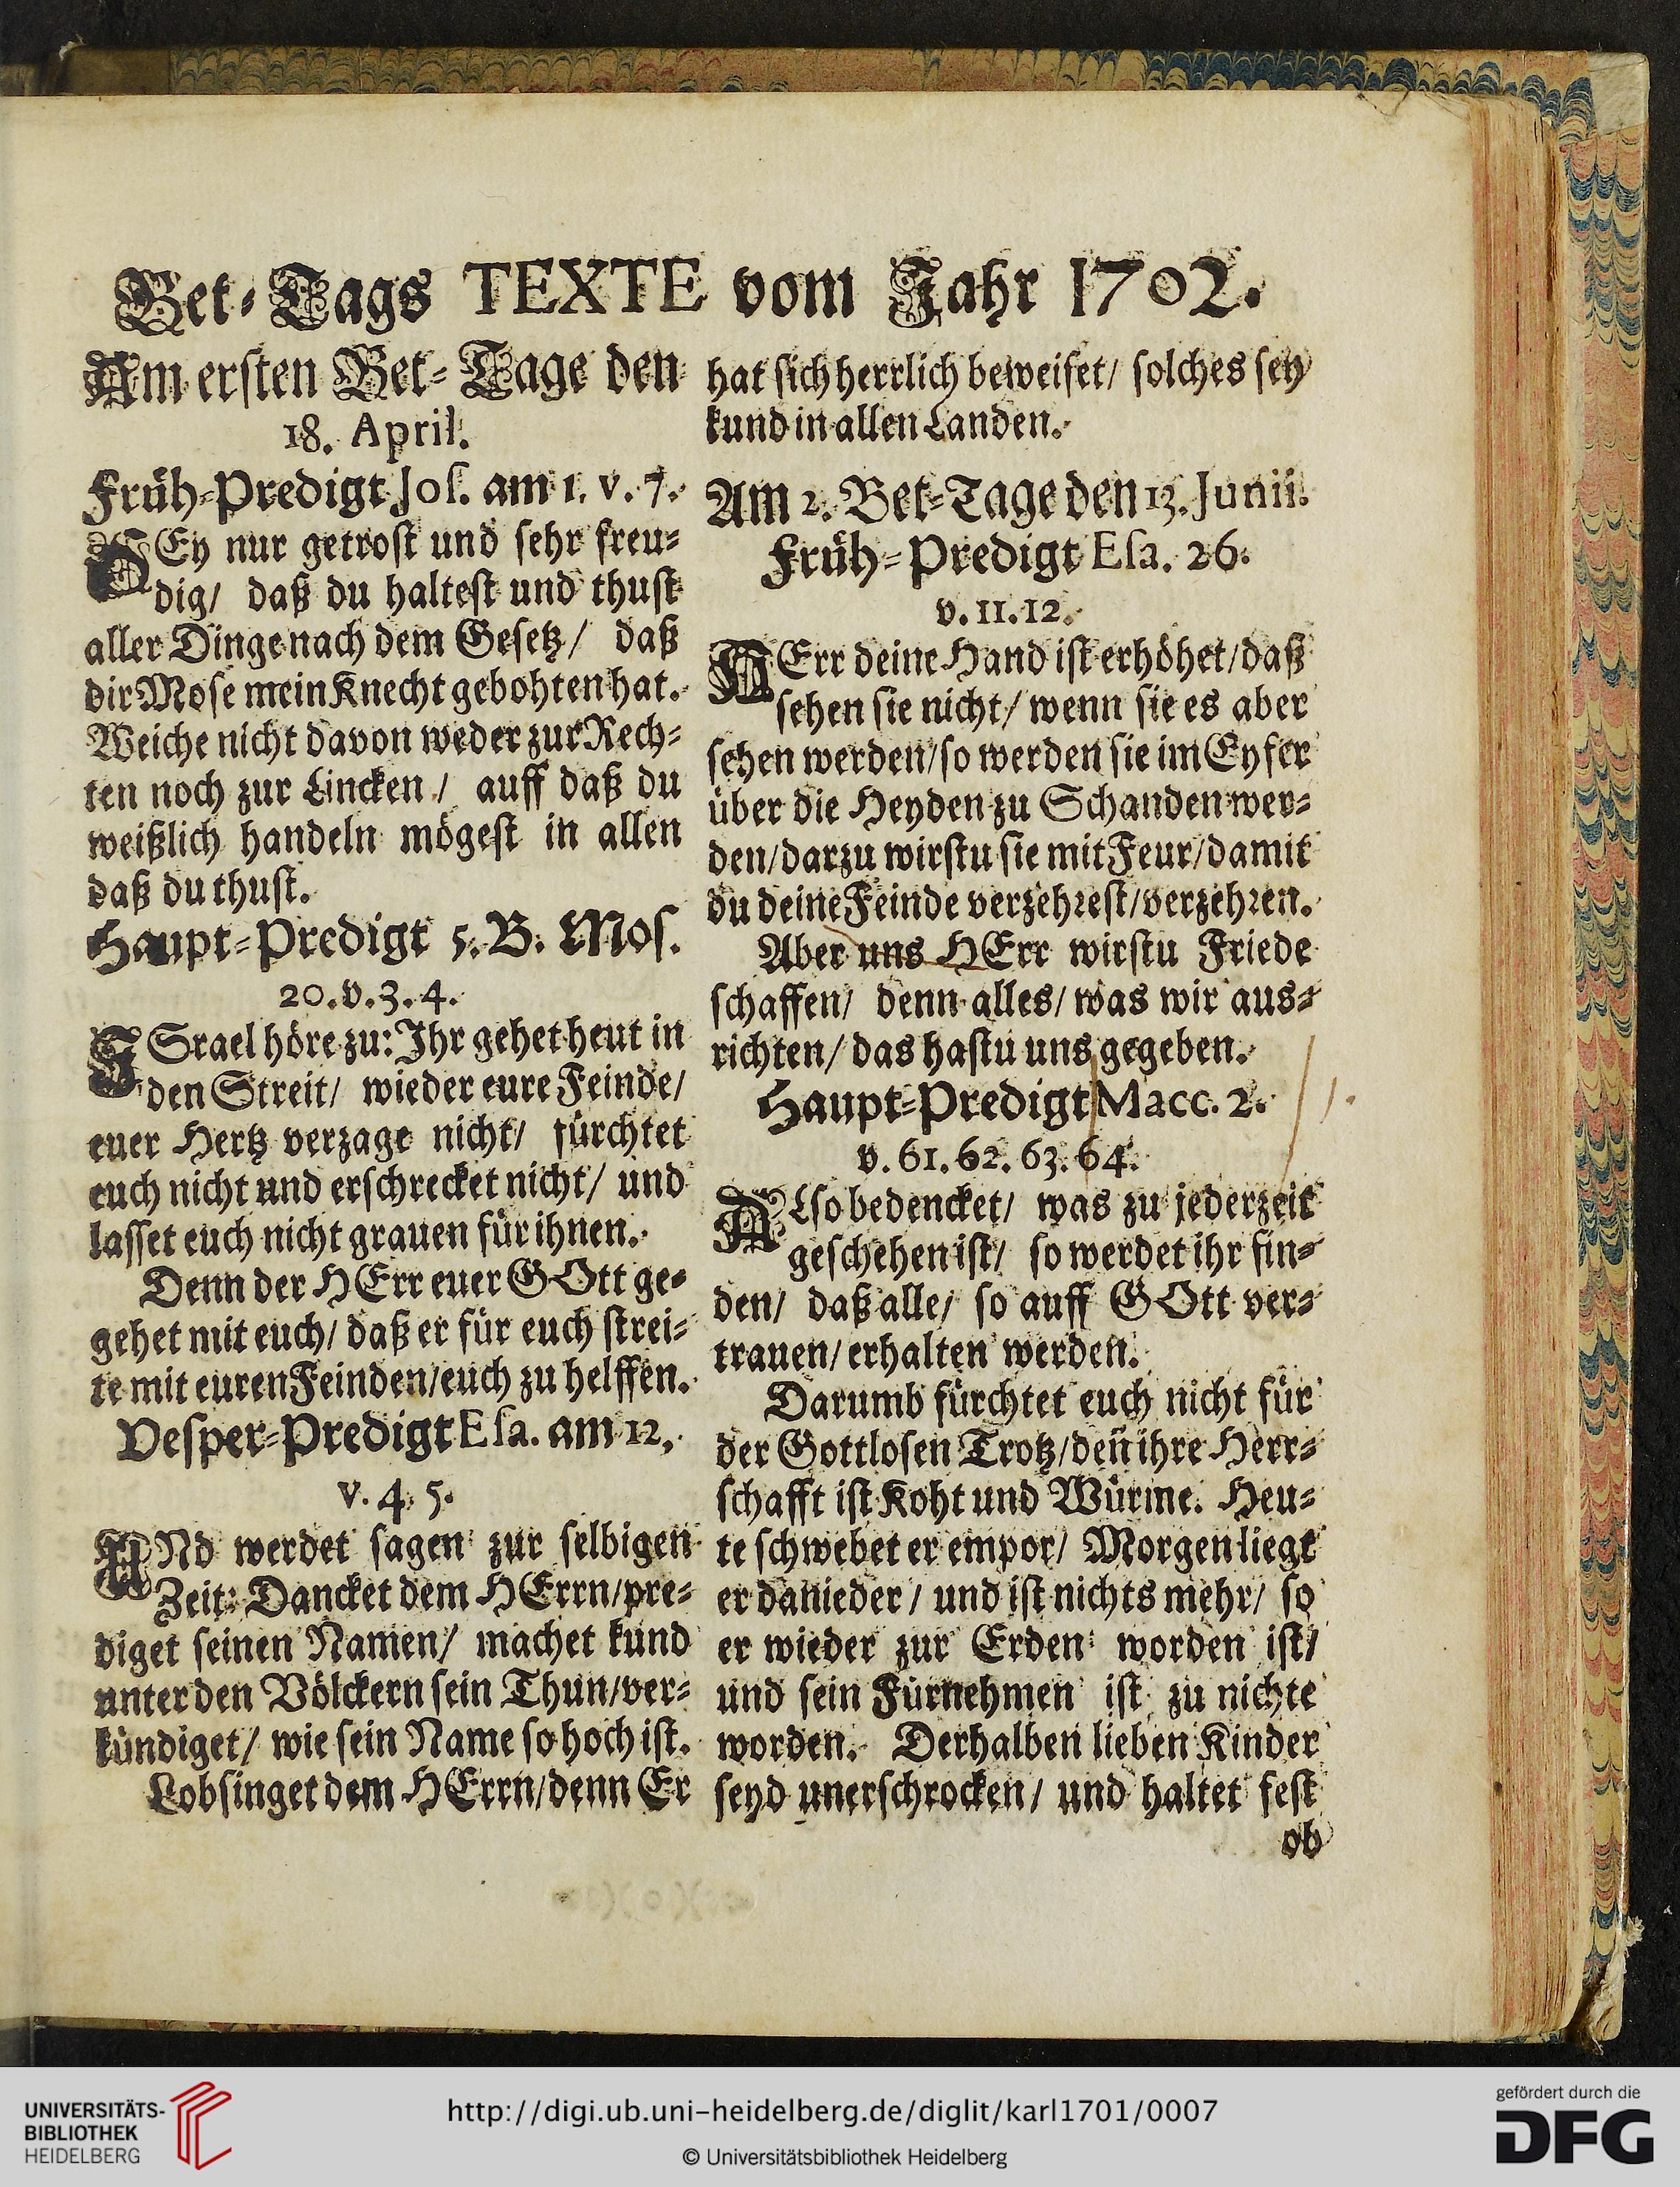 Bet-Tags TEXTE vom Jahr 1702.
Am ersten Bet-Tage den
18. April.
Früh-Predigt Jos. am 1. v. 7.
SEy nur getrost und sehr freu-
dig/ daß du haltest und thust
aller Dinge nach dem Gesetz/ daß
dir Mose mein Knecht gebohten hat.
Weiche nicht davon weder zur Rech-
ten noch zur Lincken / auff daß du
weißlich handeln mögest in allen
daß du thust.
Haupt-Predigt 5. B. Mos.
20. v. 3. 4.
ISrael höre zu: Ihr gehet heut in
den Streit/ wieder eure Feinde/
euer Hertz verzage nicht/ fürchtet
euch nicht und erschrecket nicht/ und
lasset euch nicht grauen für ihnen.
Denn der HErr euer GOtt ge-
gehet mit euch/ daß er für euch strei-
te mit euren Feinden/euch zu helffen.
Vesper-Predigt Esa. am 12,
v. 4. 5.
UNd werdet sagen zur selbigen
Zeit: Dancket dem HErrn/pre-
diget seinen Namen/ machet kund
unter den Völckern sein Thun/ver-
kündiget/ wie sein Name so hoch ist.
Lobsinget dem HErrn/denn Er
hat sich herrlich beweiset/ solches sey
kund in allen Landen.
Am 2. Bet-Tage den 13. Junii.
Früh-Predigt Esa. 26.
v. 11. 12.
HErr deine Hand ist erhöhet/daß
sehen sie nicht/ wenn sie es aber
sehen werden/so werden sie im Eyfer
über die Heyden zu Schanden wer-
den/darzu wirstu sie mit Feur/damit
du deine Feinde verzehrest/verzehren.
Aber uns HErr wirstu Friede
schaffen/ denn alles/ was wir aus-
richten/ das hastu uns gegeben.
Haupt-Predigt Macc. 2.
v. 61. 62. 63. 64.
ALso bedencket/ was zu jederzeit
geschehen ist/ so werdet ihr fin-
den/ daß alle/ so auff GOtt ver-
trauen/ erhalten werden.
Darumb fürchtet euch nicht für
der Gottlosen Trotz/deñ ihre Herr-
schafft ist Koht und Würme. Heu-
te schwebet er empor/ Morgen liegt
er danieder / und ist nichts mehr/ so
er wieder zur Erden worden ist/
und sein Fürnehmen ist zu nichte
worden. Derhalben lieben Kinder
seyd unerschrocken/ und haltet fest
ob
UNIVERSITÄTS-
BIBLIOTHEK
HEIDELBERG
http://digi.ub.uni-heidelberg.de/diglit/karl1701/0007
© Universitätsbibliothek Heidelberg
gefördert durch die
DFG